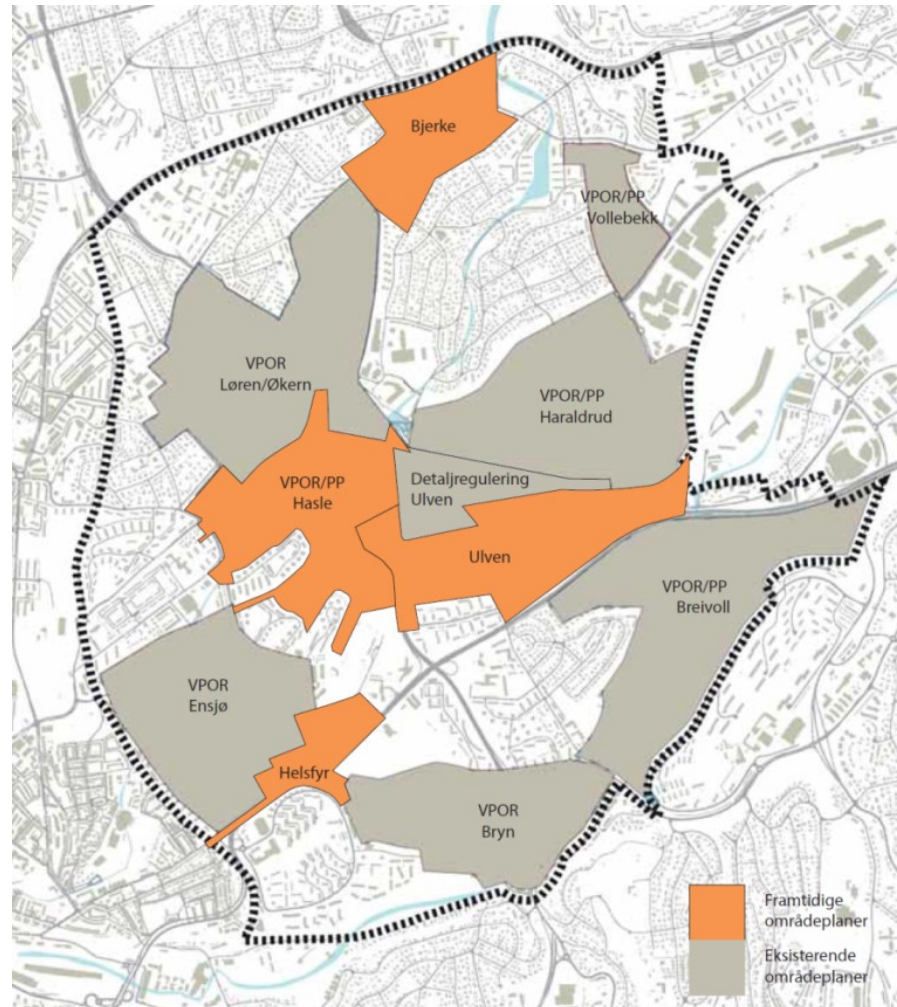 Bjerke
VPOR/PP
Vollebekk
VPOR
Løren/Økern
VPOR/PP
Haraldrud
VPOR/PP
Hasle
Detaljregulering
Ulven
Ulven
VPOR/PP
Breivoll
VPOR
Ensjø
Helsfyr
VPOR
Bryn
Framtidige
områdeplaner
Eksisterende
områdeplaner